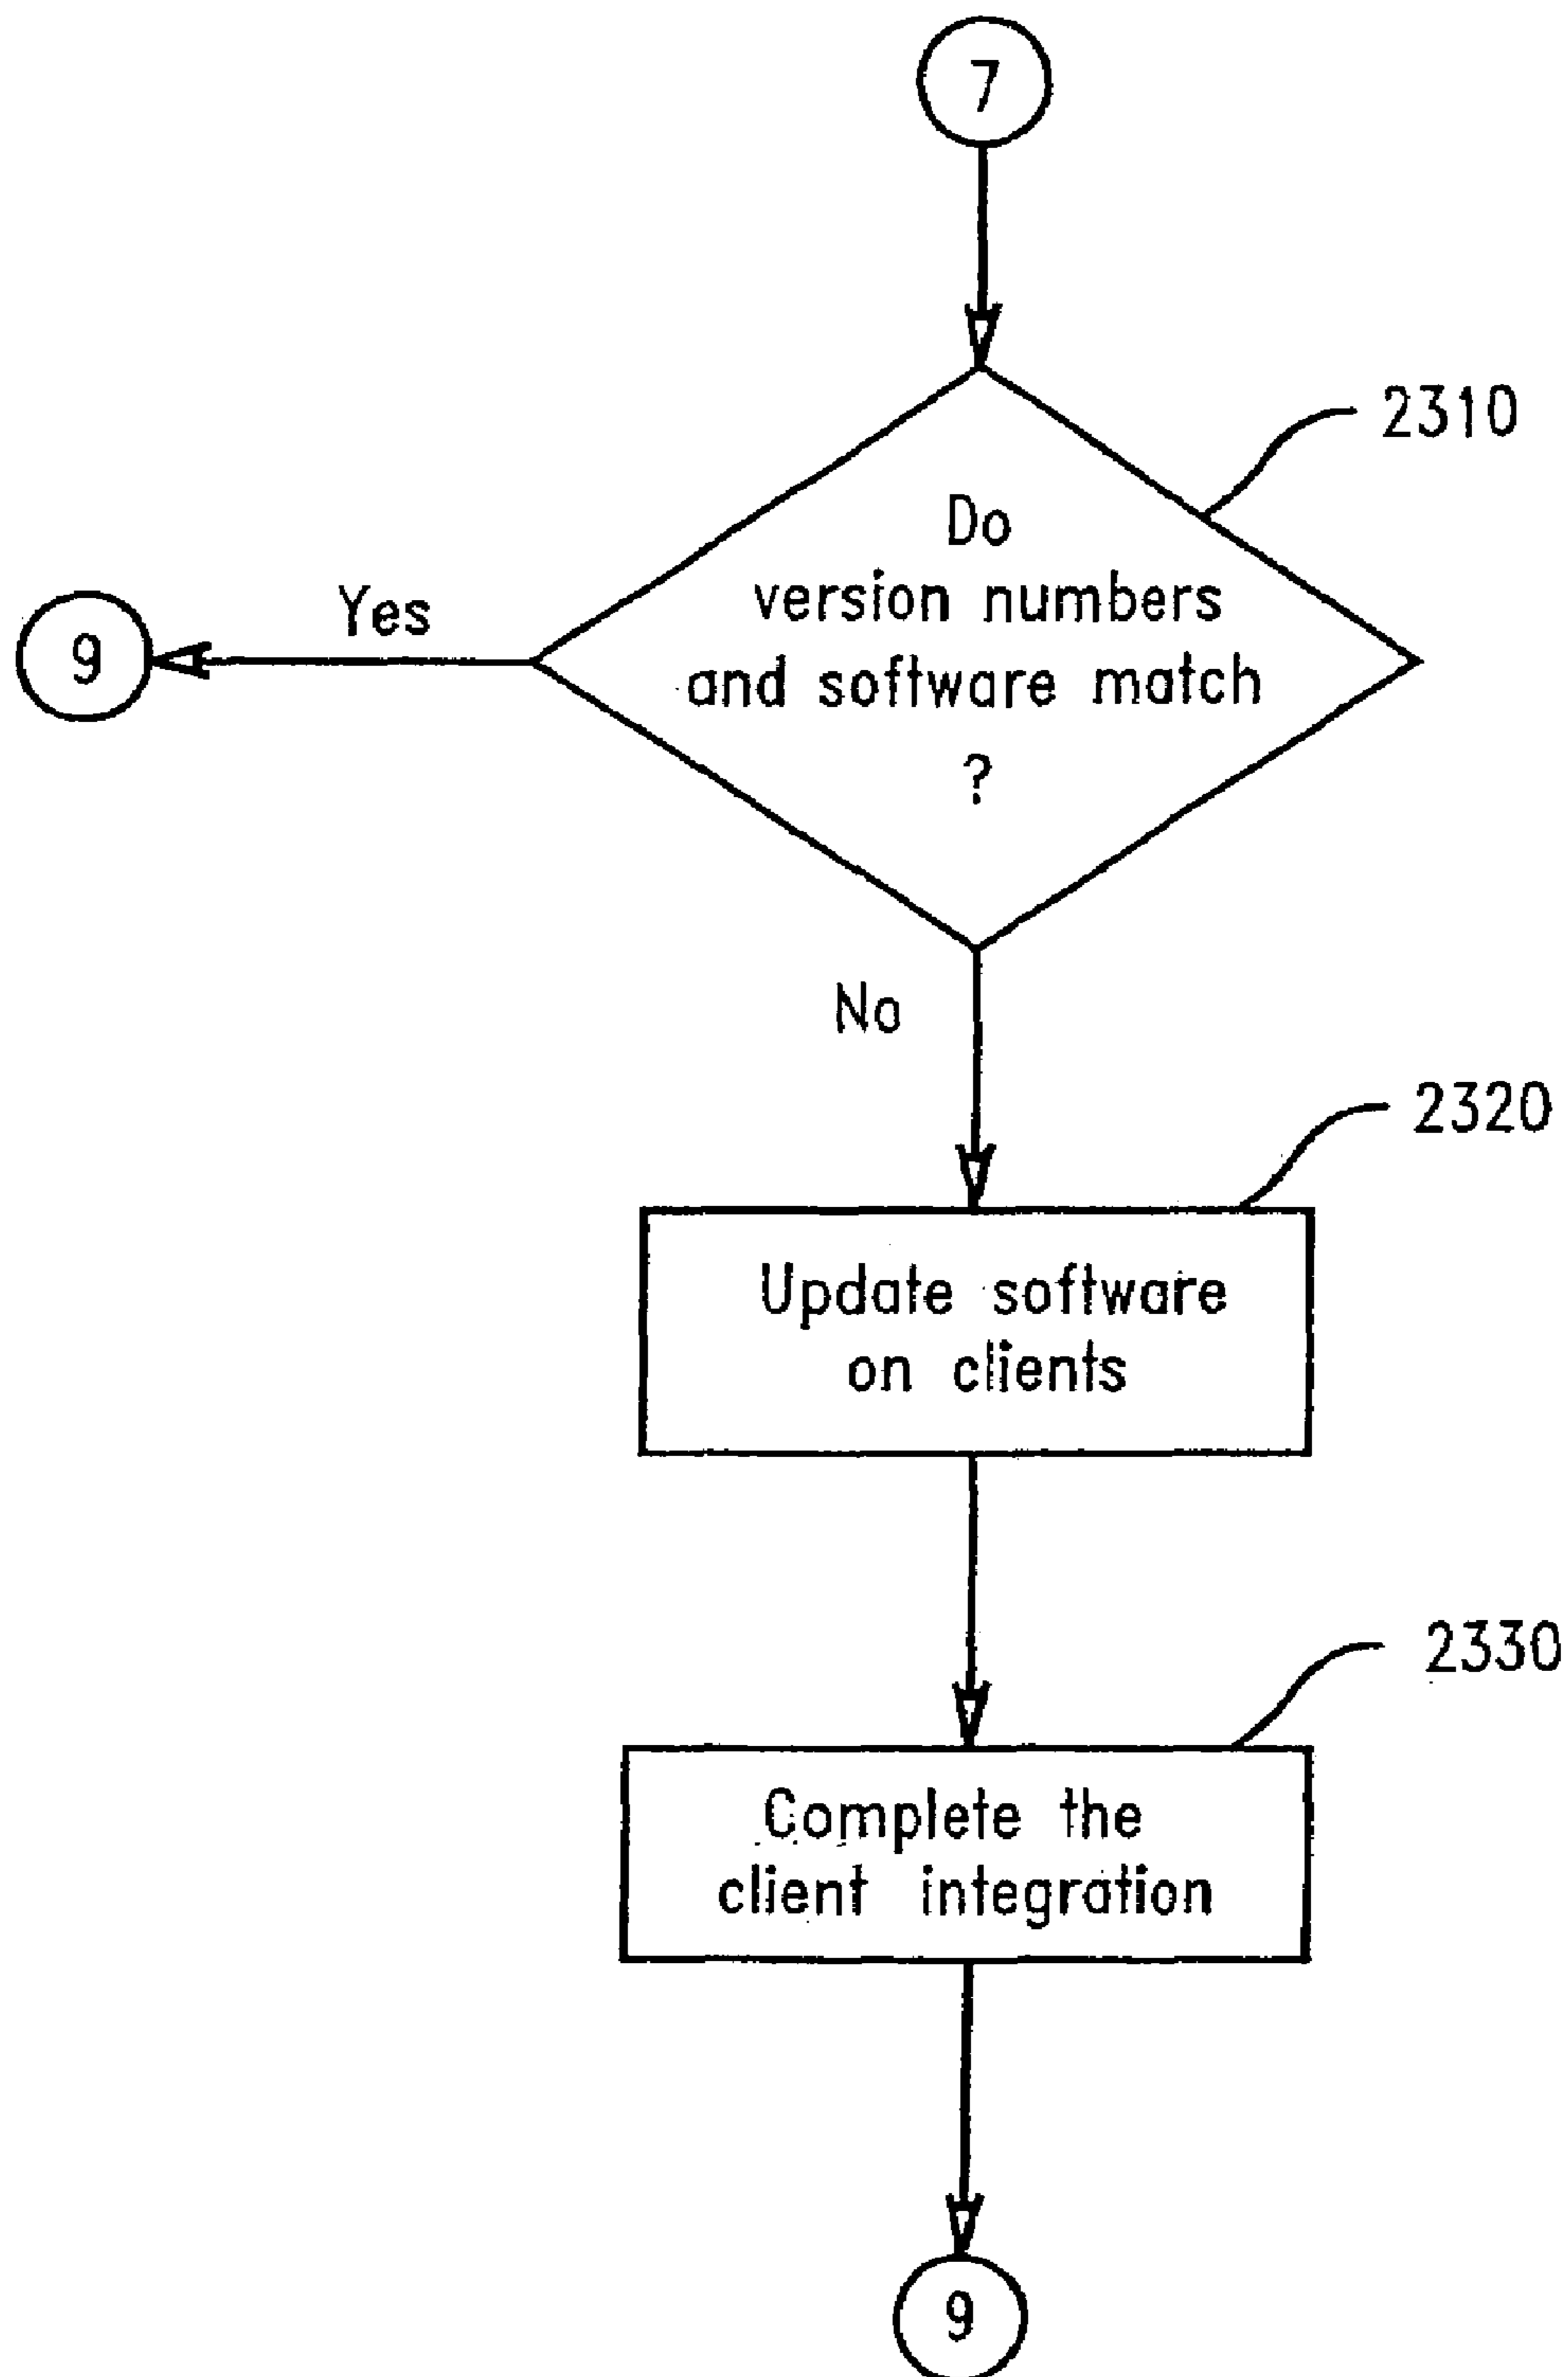 7
2310
Do
version numbers
and software match
?
Yes
9
No
2320
Update software
on clients
2330
Complete the
client integration
9